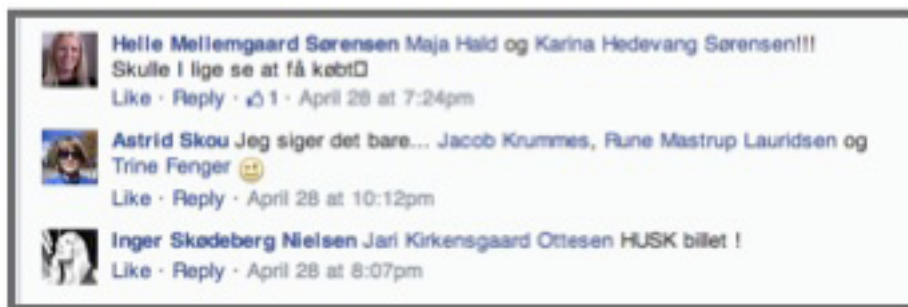 Helle Mellemgaard Sørensen Maja Hald og Karina Hedevang Sørensen!!!
Skulle I lige se at få købt
Like · Reply · 1 · April 28 at 7:24pm
Astrid Skou Jeg siger det bare... Jacob Krummes, Rune Mastrup Lauridsen og
Trine Fenger
Like · Reply · April 28 at 10:12pm
Inger Skødeberg Nielsen Jari Kirkensgaard Ottesen HUSK billet !
Like · Reply · April 28 at 8:07pm